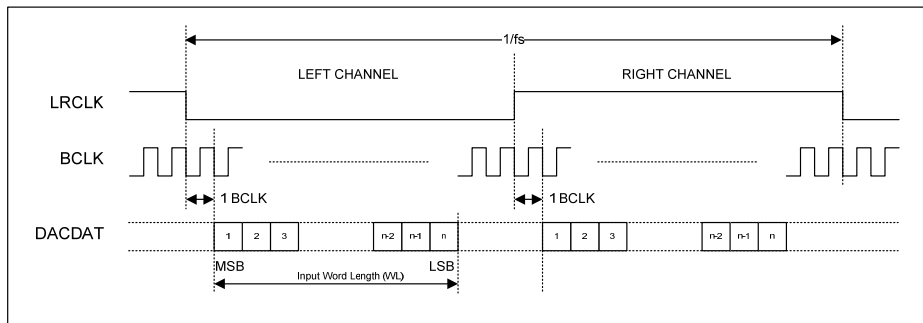 1/fs
LEFT CHANNEL RIGHT CHANNEL
LRCLK
BCLK
1 BCLK 1 BCLK
DACDAT 1 2 3 n-2 n-1 n 1 2 3 n-2 n-1 n
MSB LSB
Input Word Length (WL)